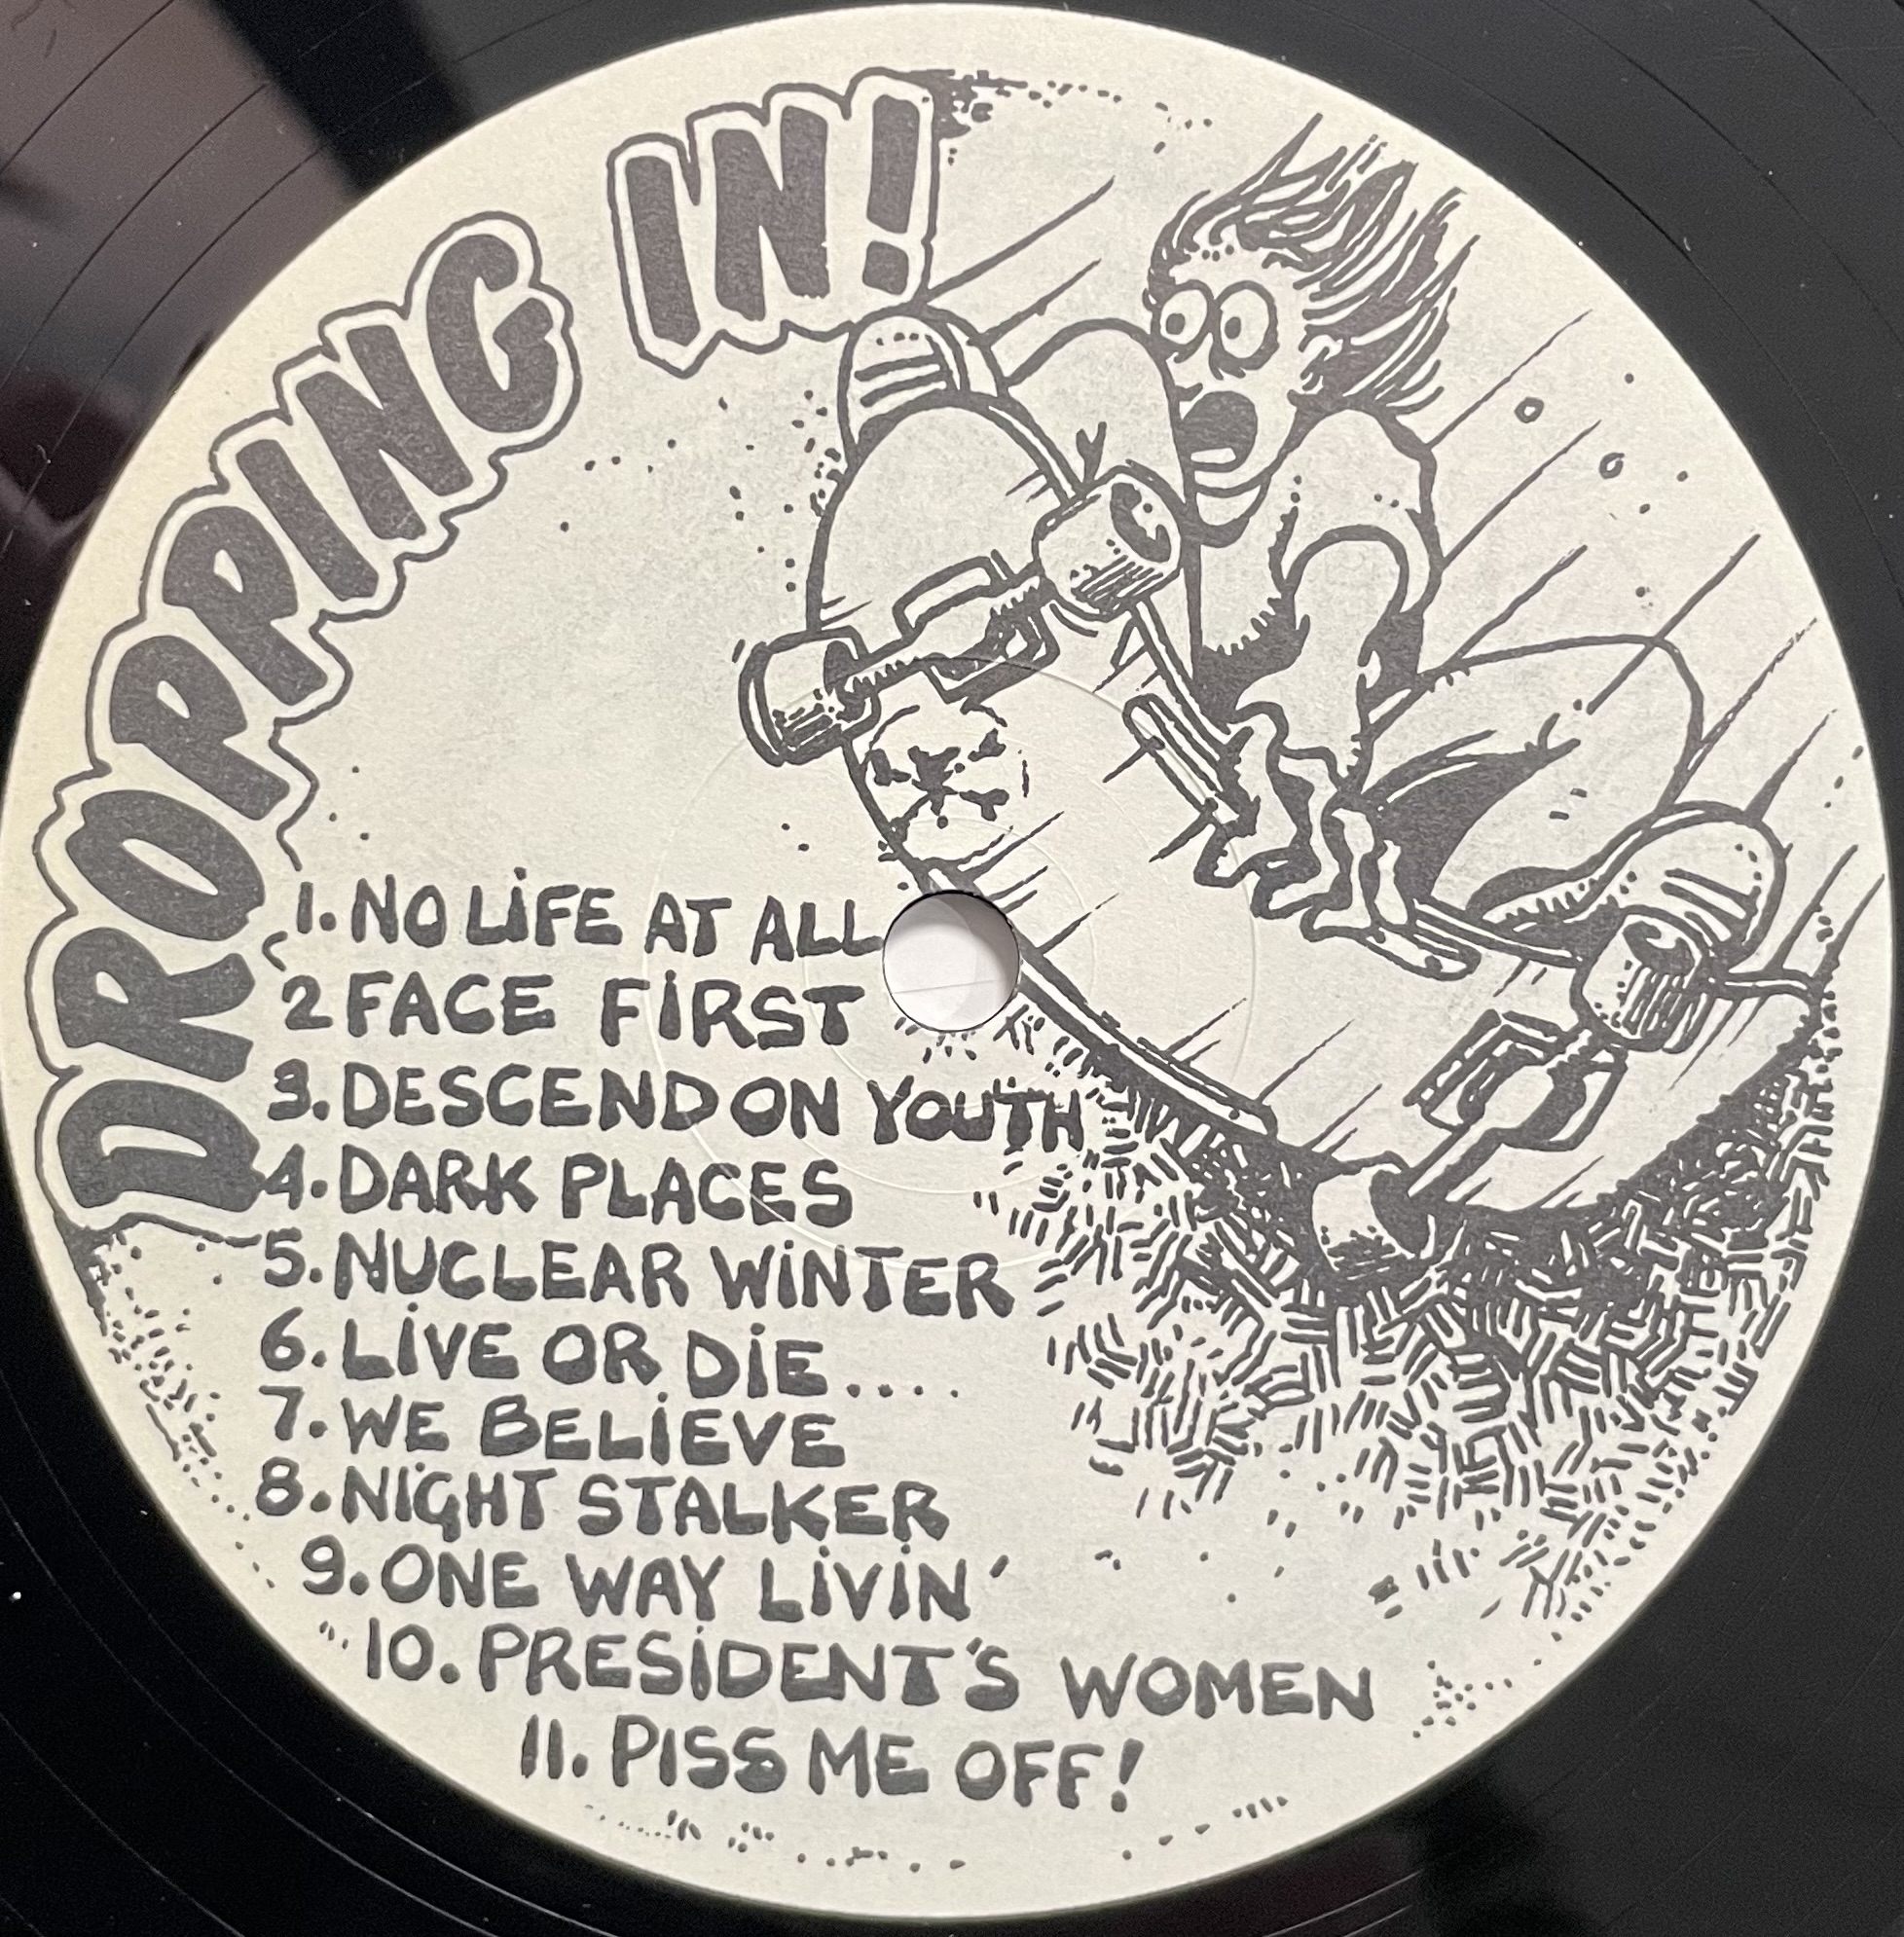 DROPPING IN!
1. NO LiFE AT ALL
2 FACE FiRST
3. DESCEND ON YOUTH
4. DARK PLACES
5. NUCLEAR WiNTER
6. LiVE OR DiE....
7. WE BELiEVE
8. NiGHT STALKER
9. ONE WAY LiViN'
10. PRESiDENT'S WOMEN
11. PISS ME OFF!